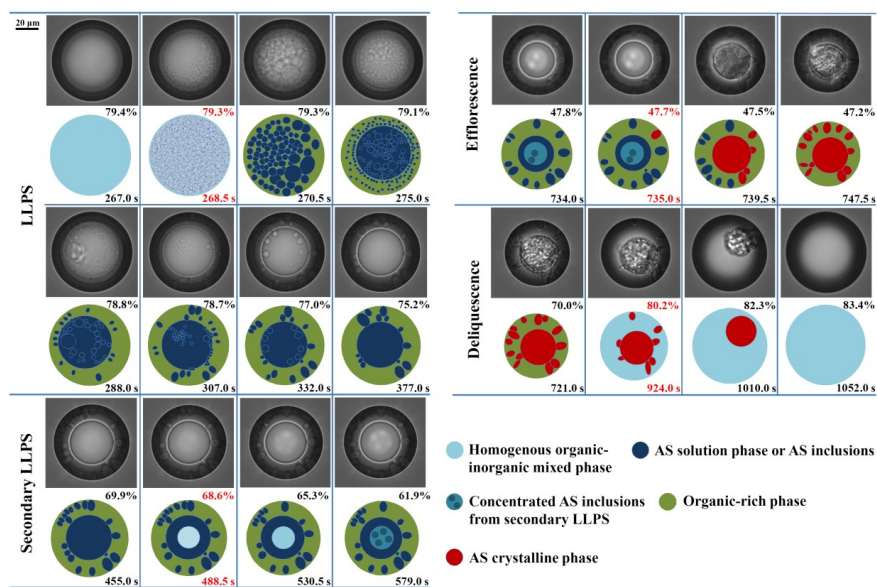 20 µm
LLPS
79.4%
79.3%
79.3%
79.1%
267.0 s
268.5 s
270.5 s
275.0 s
78.8%
78.7%
77.0%
75.2%
288.0 s
307.0 s
332.0 s
377.0 s
Secondary LLPS
69.9%
68.6%
65.3%
61.9%
455.0 s
488.5 s
530.5 s
579.0 s
Efflorescence
47.8%
47.7%
47.5%
47.2%
734.0 s
735.0 s
739.5 s
747.5 s
Deliquescence
70.0%
80.2%
82.3%
83.4%
721.0 s
924.0 s
1010.0 s
1052.0 s
Homogenous organic-
inorganic mixed phase
AS solution phase or AS inclusions
Concentrated AS inclusions
from secondary LLPS
Organic-rich phase
AS crystalline phase